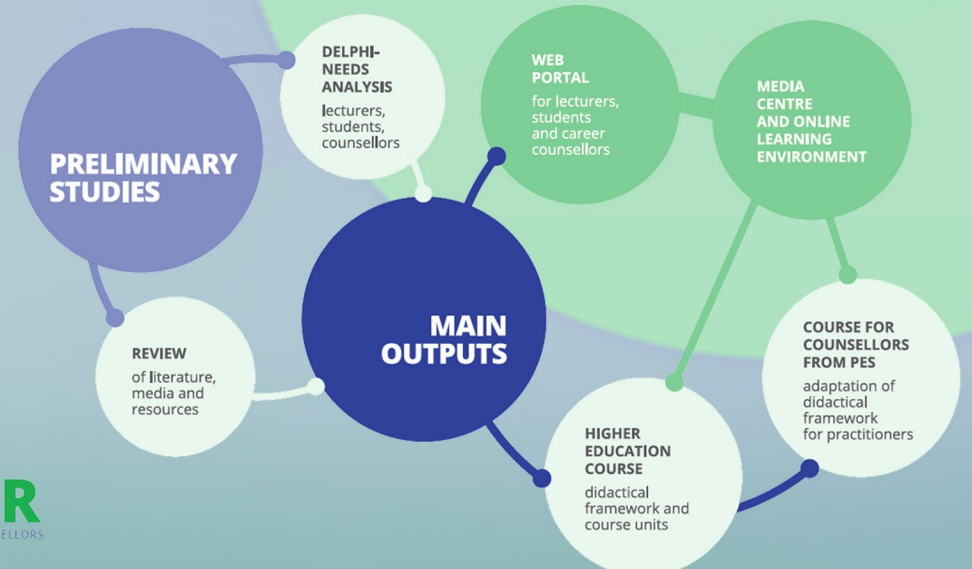 PRELIMINARY
STUDIES
DELPHI-
NEEDS
ANALYSIS
lecturers,
students,
counsellors
WEB
PORTAL
for lecturers,
students
and career
counsellors
MEDIA
CENTRE
AND ONLINE
LEARNING
ENVIRONMENT
REVIEW
of literature,
media and
resources
MAIN
OUTPUTS
HIGHER
EDUCATION
COURSE
didactical
framework and
course units
COURSE FOR
COUNSELLORS
FROM PES
adaptation of
didactical
framework
for practitioners
R
ELLORS